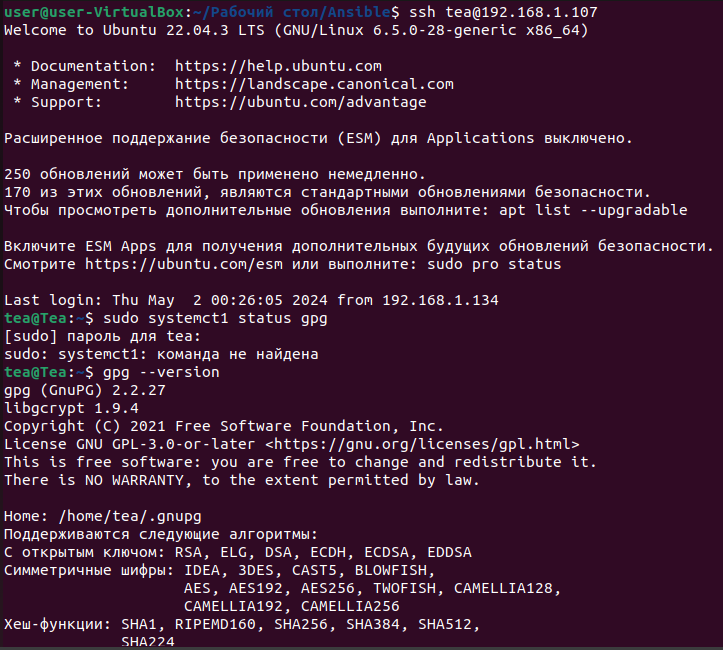 user@user-VirtualBox:~/Рабочий стол/Ansible$ ssh tea@192.168.1.107
Welcome to Ubuntu 22.04.3 LTS (GNU/Linux 6.5.0-28-generic x86_64)
* Documentation:  https://help.ubuntu.com
* Management:     https://landscape.canonical.com
* Support:        https://ubuntu.com/advantage
Расширенное поддержание безопасности (ESM) для Applications выключено.
250 обновлений может быть применено немедленно.
170 из этих обновлений, являются стандартными обновлениями безопасности.
Чтобы просмотреть дополнительные обновления выполните: apt list --upgradable
Включите ESM Apps для получения дополнительных будущих обновлений безопасности.
Смотрите https://ubuntu.com/esm или выполните: sudo pro status
Last login: Thu May  2 00:26:05 2024 from 192.168.1.134
tea@Tea:~$ sudo systemct1 status gpg
[sudo] пароль для tea:
sudo: systemct1: команда не найдена
tea@Tea:~$ gpg --version
gpg (GnuPG) 2.2.27
libgcrypt 1.9.4
Copyright (C) 2021 Free Software Foundation, Inc.
License GNU GPL-3.0-or-later <https://gnu.org/licenses/gpl.html>
This is free software: you are free to change and redistribute it.
There is NO WARRANTY, to the extent permitted by law.
Home: /home/tea/.gnupg
Поддерживаются следующие алгоритмы:
С открытым ключом: RSA, ELG, DSA, ECDH, ECDSA, EDDSA
Симметричные шифры: IDEA, 3DES, CAST5, BLOWFISH,
AES, AES192, AES256, TWOFISH, CAMELLIA128,
CAMELLIA192, CAMELLIA256
Хеш-функции: SHA1, RIPEMD160, SHA256, SHA384, SHA512,
SHA224